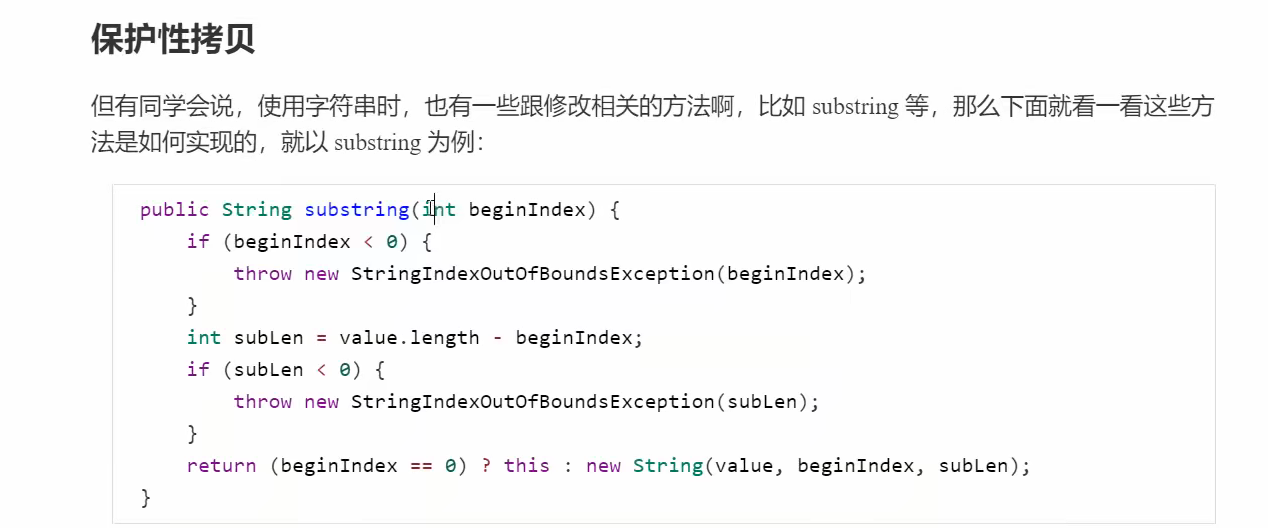 保护性拷贝
但有同学会说，使用字符串时，也有一些跟修改相关的方法啊，比如 substring 等，那么下面就看一看这些方
法是如何实现的，就以 substring 为例：
public String substring(int beginIndex) {
    if (beginIndex < 0) {
        throw new StringIndexOutOfBoundsException(beginIndex);
    }
    int subLen = value.length - beginIndex;
    if (subLen < 0) {
        throw new StringIndexOutOfBoundsException(subLen);
    }
    return (beginIndex == 0) ? this : new String(value, beginIndex, subLen);
}